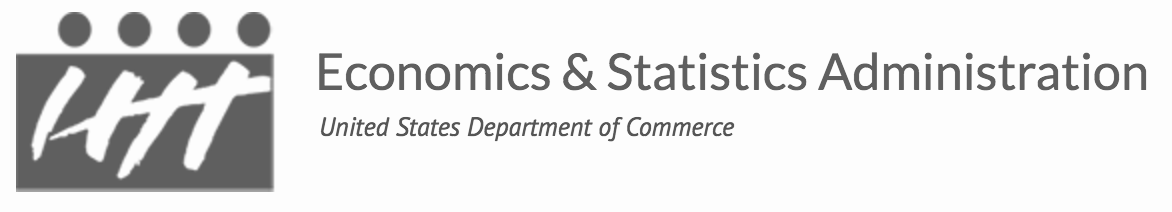 Economics & Statistics Administration
United States Department of Commerce